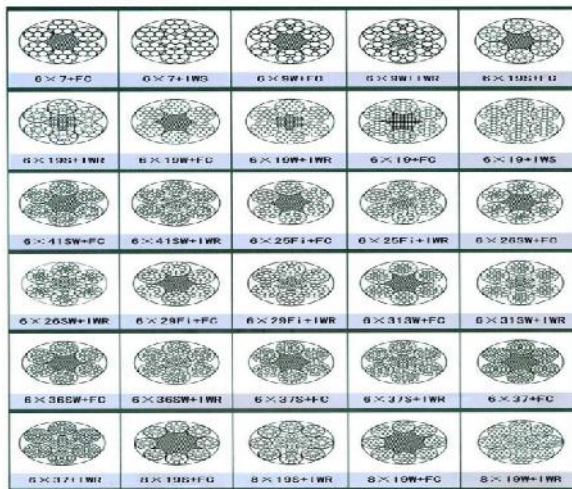 6×7+FC 6×7+IWS 6×9W+FC 6×9W+IWR 6×19S+FC
6×19S+IWR 6×19W+FC 6×19W+IWR 6×19+FC 6×19+IWS
6×41SW+FC 6×41SW+IWR 6×25Fi+FC 6×25Fi+IWR 6×26SW+FC
6×26SW+IWR 6×29Fi+FC 6×29Fi+IWR 6×31SW+FC 6×31SW+IWR
6×36SW+FC 6×36SW+IWR 6×37S+FC 6×37S+IWR 6×37+FC
6×37+IWR 8×19S+FC 8×19S+IWR 8×19W+FC 8×19W+IWR